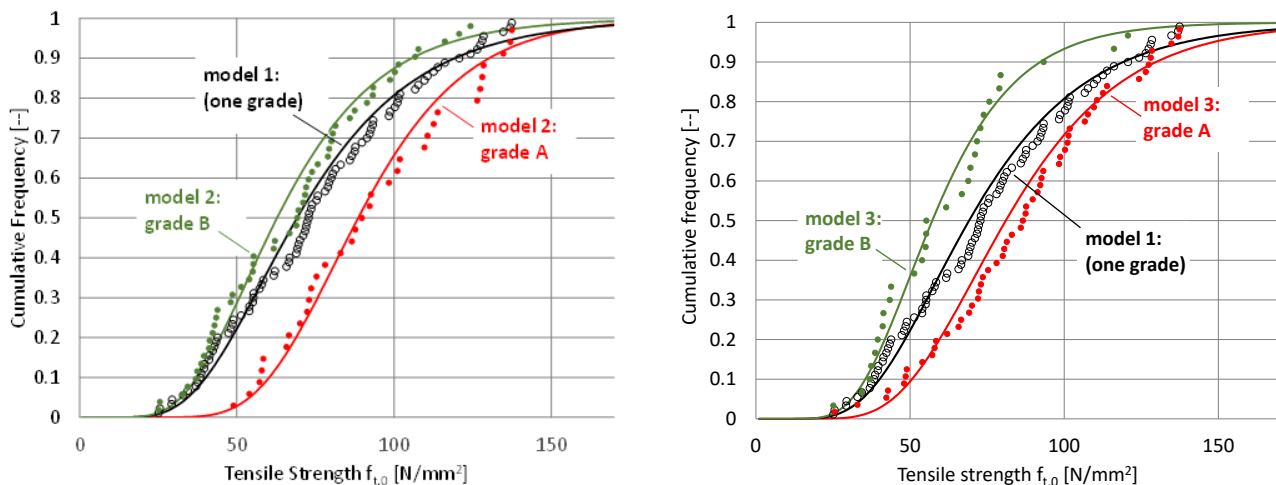 1
0.9
0.8
0.7
0.6
0.5
0.4
0.3
0.2
0.1
0
Cumulative Frequency [--]
model 1:
(one grade)
model 2:
grade A
model 2:
grade B
0
50
100
150
Tensile Strength f_t,0 [N/mm²]
1
0.9
0.8
0.7
0.6
0.5
0.4
0.3
0.2
0.1
0
Cumulative frequency [--]
model 3:
grade A
model 3:
grade B
model 1:
(one grade)
0
50
100
150
Tensile strength f_t,0 [N/mm²]